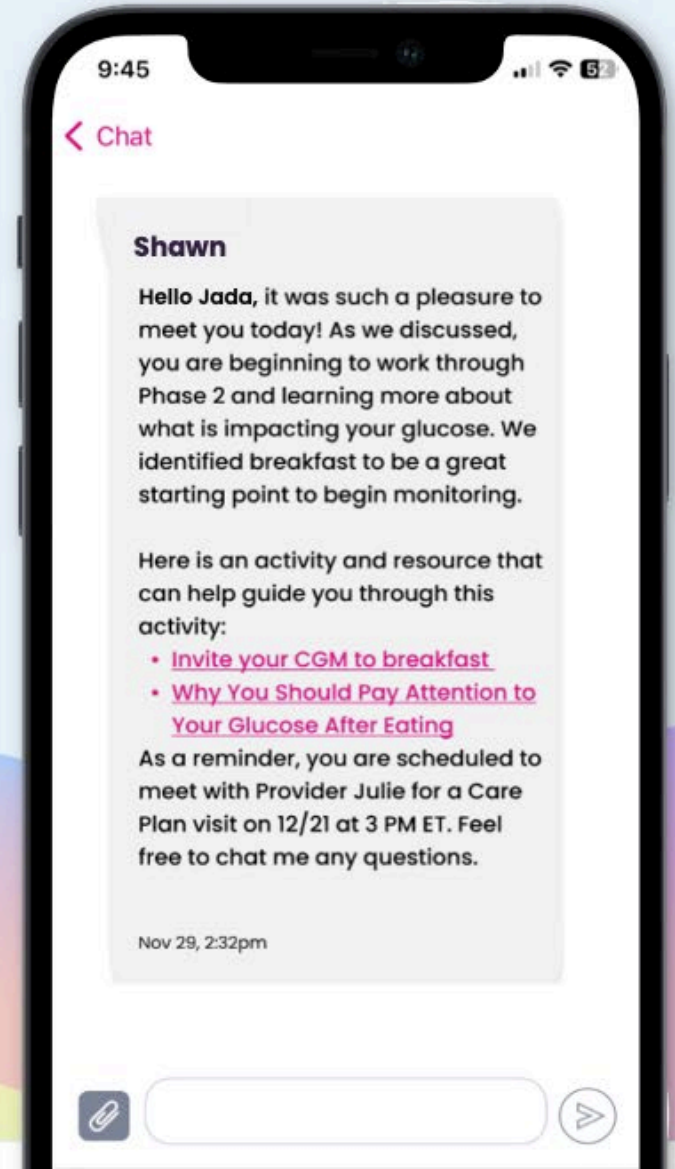 9:45
52
Chat
Shawn
Hello Jada, it was such a pleasure to
meet you today! As we discussed,
you are beginning to work through
Phase 2 and learning more about
what is impacting your glucose. We
identified breakfast to be a great
starting point to begin monitoring.
Here is an activity and resource that
can help guide you through this
activity:
• Invite your CGM to breakfast
• Why You Should Pay Attention to
Your Glucose After Eating
As a reminder, you are scheduled to
meet with Provider Julie for a Care
Plan visit on 12/21 at 3 PM ET. Feel
free to chat me any questions.
Nov 29, 2:32pm